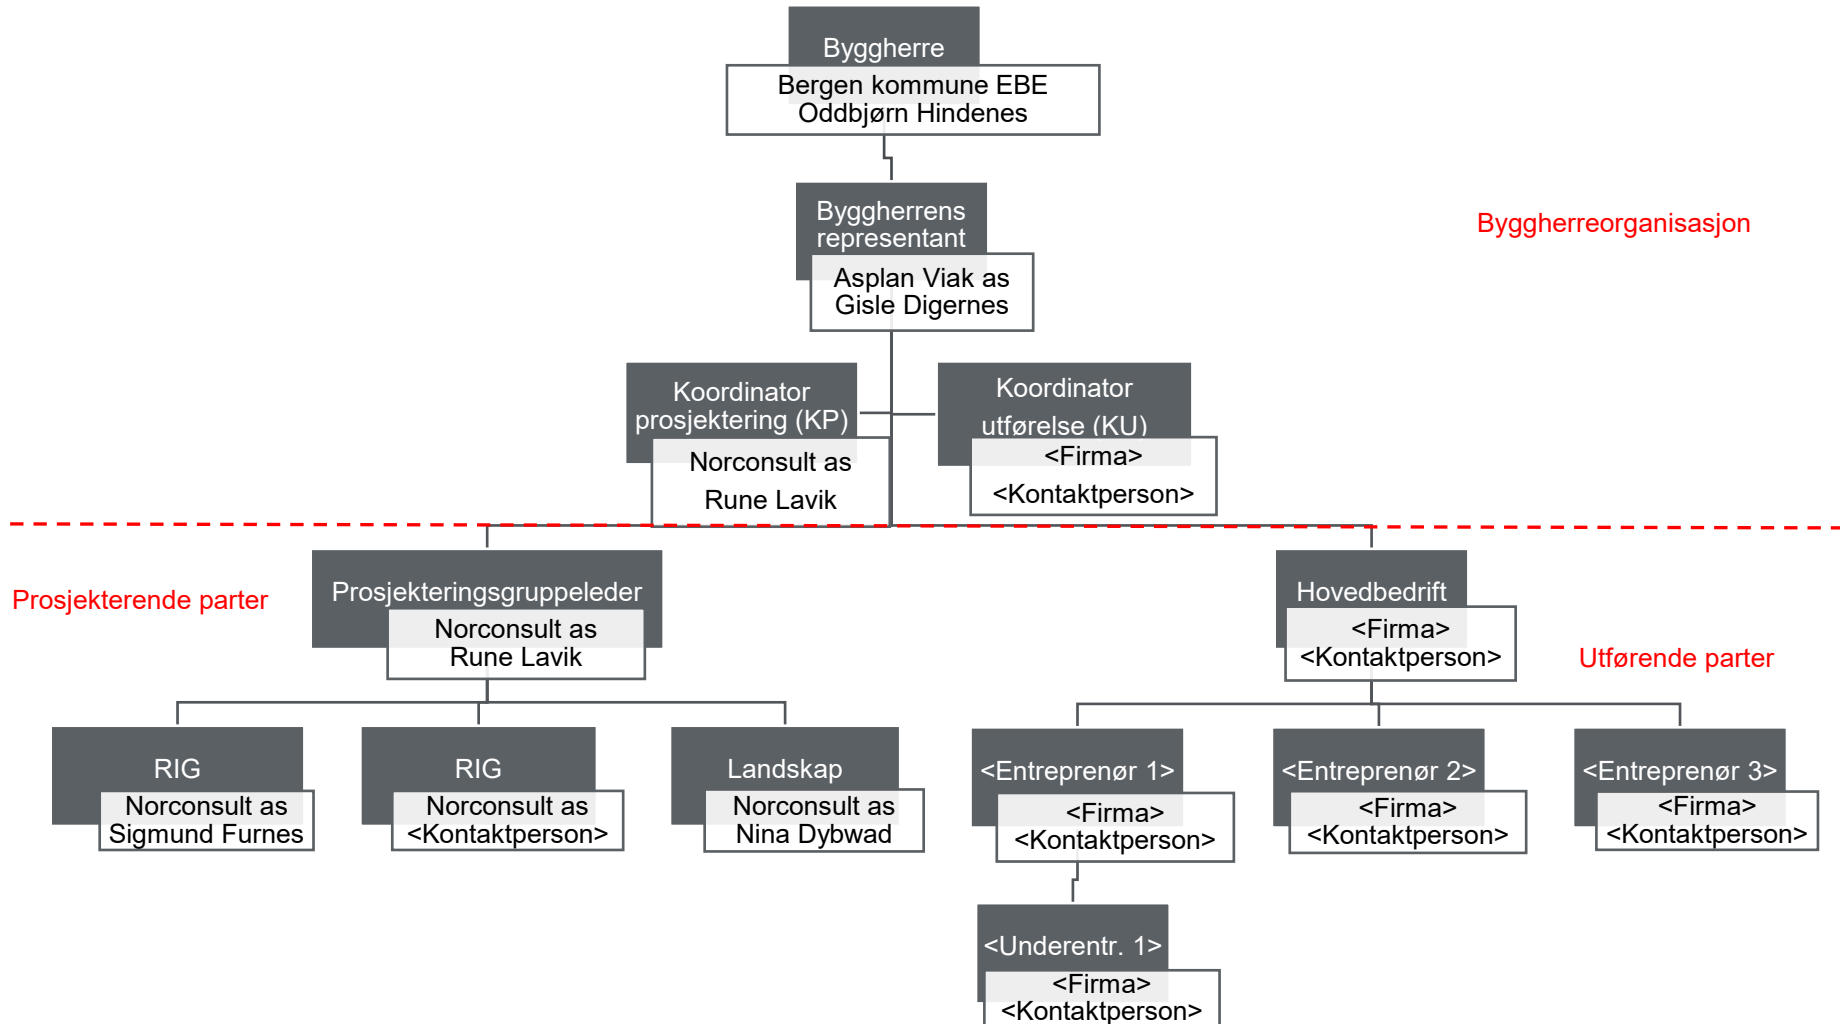 Byggherre
Bergen kommune EBE
Oddbjørn Hindenes
Byggherrens
representant
Asplan Viak as
Gisle Digernes
Byggherreorganisasjon
Koordinator
prosjektering (KP)
Norconsult as
Rune Lavik
Koordinator
utførelse (KU)
<Firma>
<Kontaktperson>
Prosjekterende parter
Prosjekteringsgruppeleder
Norconsult as
Rune Lavik
Hovedbedrift
<Firma>
<Kontaktperson>
Utførende parter
RIG
Norconsult as
Sigmund Furnes
RIG
Norconsult as
<Kontaktperson>
Landskap
Norconsult as
Nina Dybwad
<Entreprenør 1>
<Firma>
<Kontaktperson>
<Entreprenør 2>
<Firma>
<Kontaktperson>
<Entreprenør 3>
<Firma>
<Kontaktperson>
<Underentr. 1>
<Firma>
<Kontaktperson>